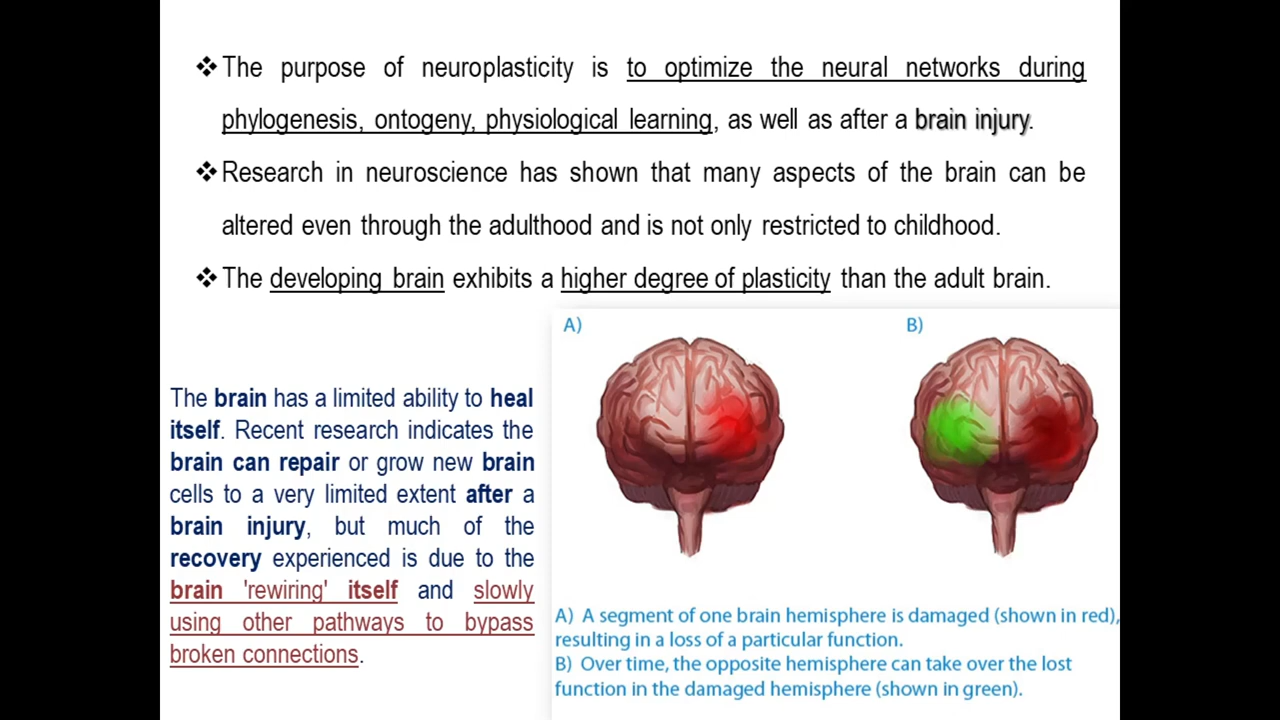 ❖The purpose of neuroplasticity is to optimize the neural networks during
phylogenesis, ontogeny, physiological learning, as well as after a brain injury.
❖Research in neuroscience has shown that many aspects of the brain can be
altered even through the adulthood and is not only restricted to childhood.
❖The developing brain exhibits a higher degree of plasticity than the adult brain.
The brain has a limited ability to heal
itself. Recent research indicates the
brain can repair or grow new brain
cells to a very limited extent after a
brain injury, but much of the
recovery experienced is due to the
brain 'rewiring' itself and slowly
using other pathways to bypass
broken connections.
A)
B)
A) A segment of one brain hemisphere is damaged (shown in red),
resulting in a loss of a particular function.
B) Over time, the opposite hemisphere can take over the lost
function in the damaged hemisphere (shown in green).